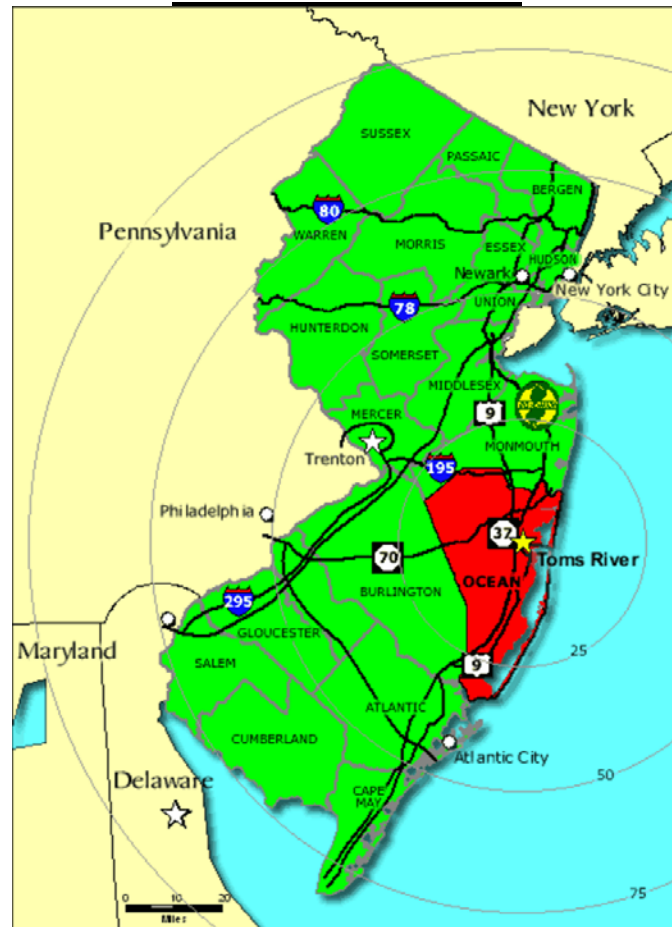 New York
SUSSEX
PASSAIC
BERGEN
80
Pennsylvania
WARREN
MORRIS
ESSEX
HUDSON
Newark
New York City
UNION
78
HUNTERDON
SOMERSET
MIDDLESEX
9
MERCER
MONMOUTH
Trenton
195
Philadelphia
37
Toms River
70
OCEAN
BURLINGTON
295
GLOUCESTER
Maryland
25
SALEM
9
ATLANTIC
CUMBERLAND
Atlantic City
Delaware
50
CAPE
MAY
0 10 20
Miles
75